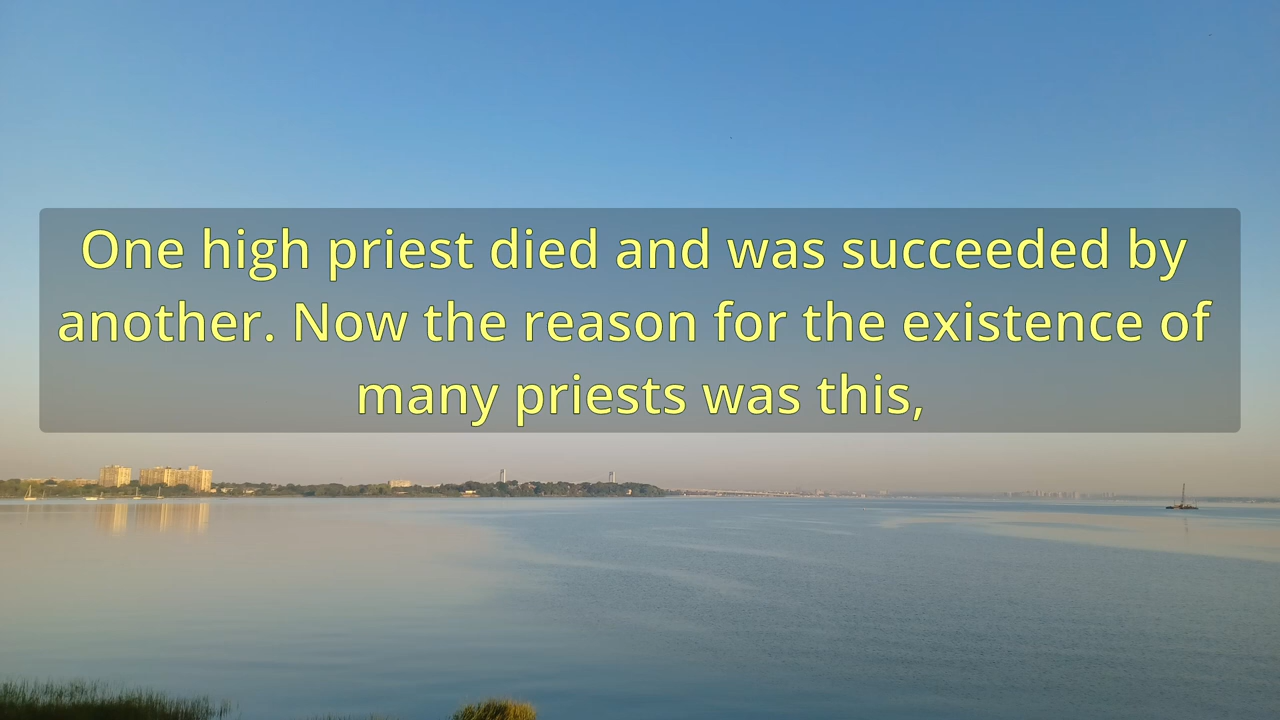 One high priest died and was succeeded by
another. Now the reason for the existence of
many priests was this,